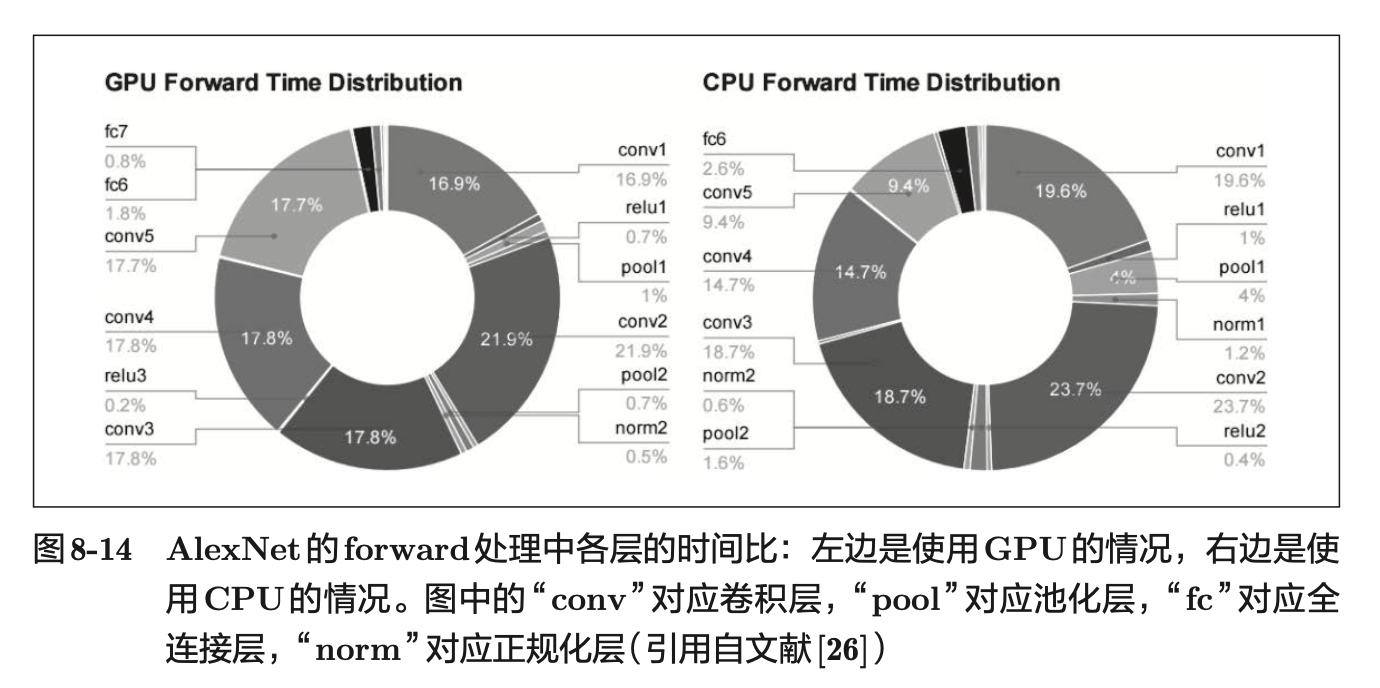 GPU Forward Time Distribution
fc7
0.8%
fc6
1.8%
conv5
17.7%
conv4
17.8%
relu3
0.2%
conv3
17.8%
16.9%
17.7%
21.9%
17.8%
17.8%
conv1
16.9%
relu1
0.7%
pool1
1%
conv2
21.9%
pool2
0.7%
norm2
0.5%
CPU Forward Time Distribution
fc6
2.6%
conv5
9.4%
conv4
14.7%
conv3
18.7%
norm2
0.6%
pool2
1.6%
19.6%
9.4%
4%
14.7%
23.7%
18.7%
conv1
19.6%
relu1
1%
pool1
4%
norm1
1.2%
conv2
23.7%
relu2
0.4%
图8-14 AlexNet的forward处理中各层的时间比：左边是使用GPU的情况，右边是使
用CPU的情况。图中的“conv”对应卷积层，“pool”对应池化层，“fc”对应全
连接层，“norm”对应正规化层（引用自文献[26]）